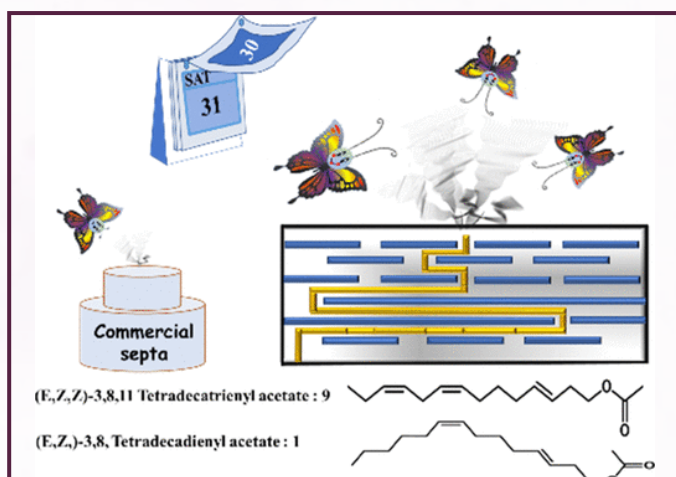 30
SAT
31
Commercial
septa
(E,Z,Z)-3,8,11 Tetradecatrienyl acetate : 9
O
O
(E,Z,)-3,8, Tetradecadienyl acetate : 1
O